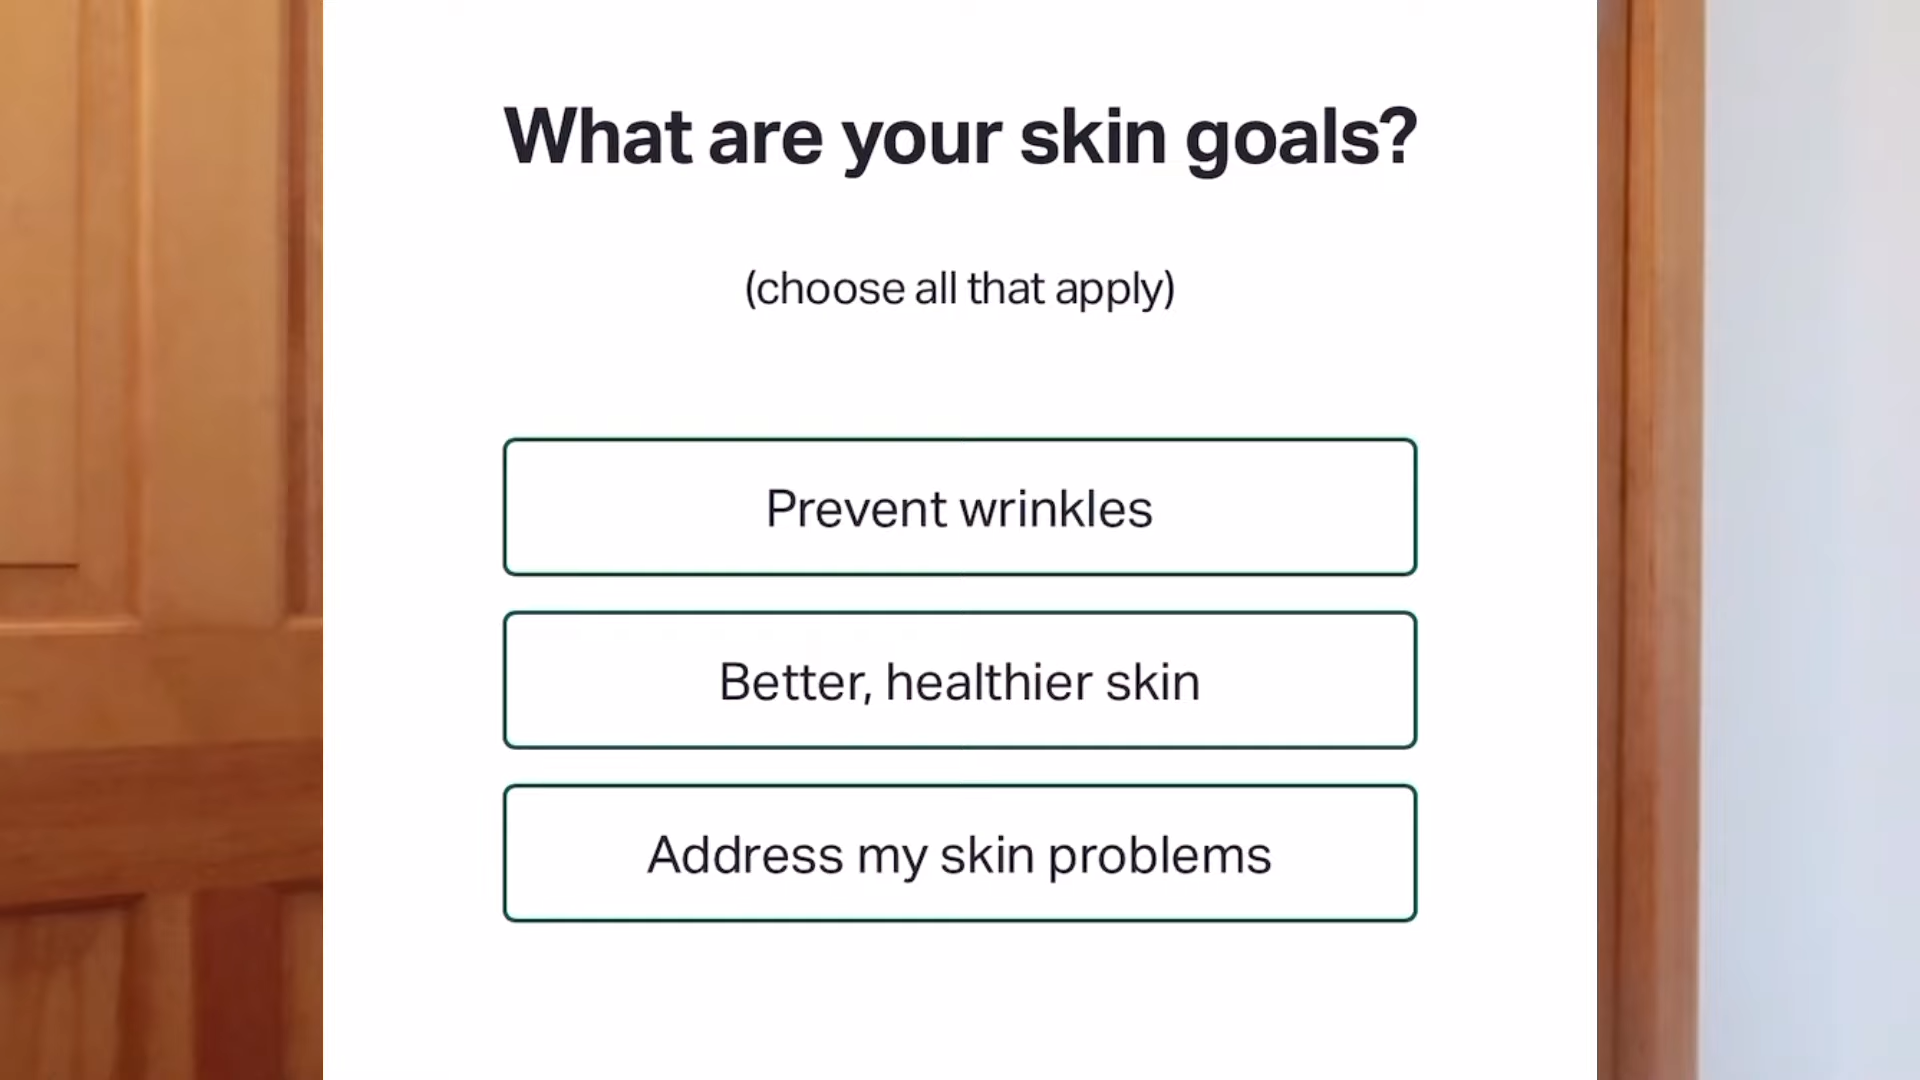 What are your skin goals?
(choose all that apply)
Prevent wrinkles
Better, healthier skin
Address my skin problems